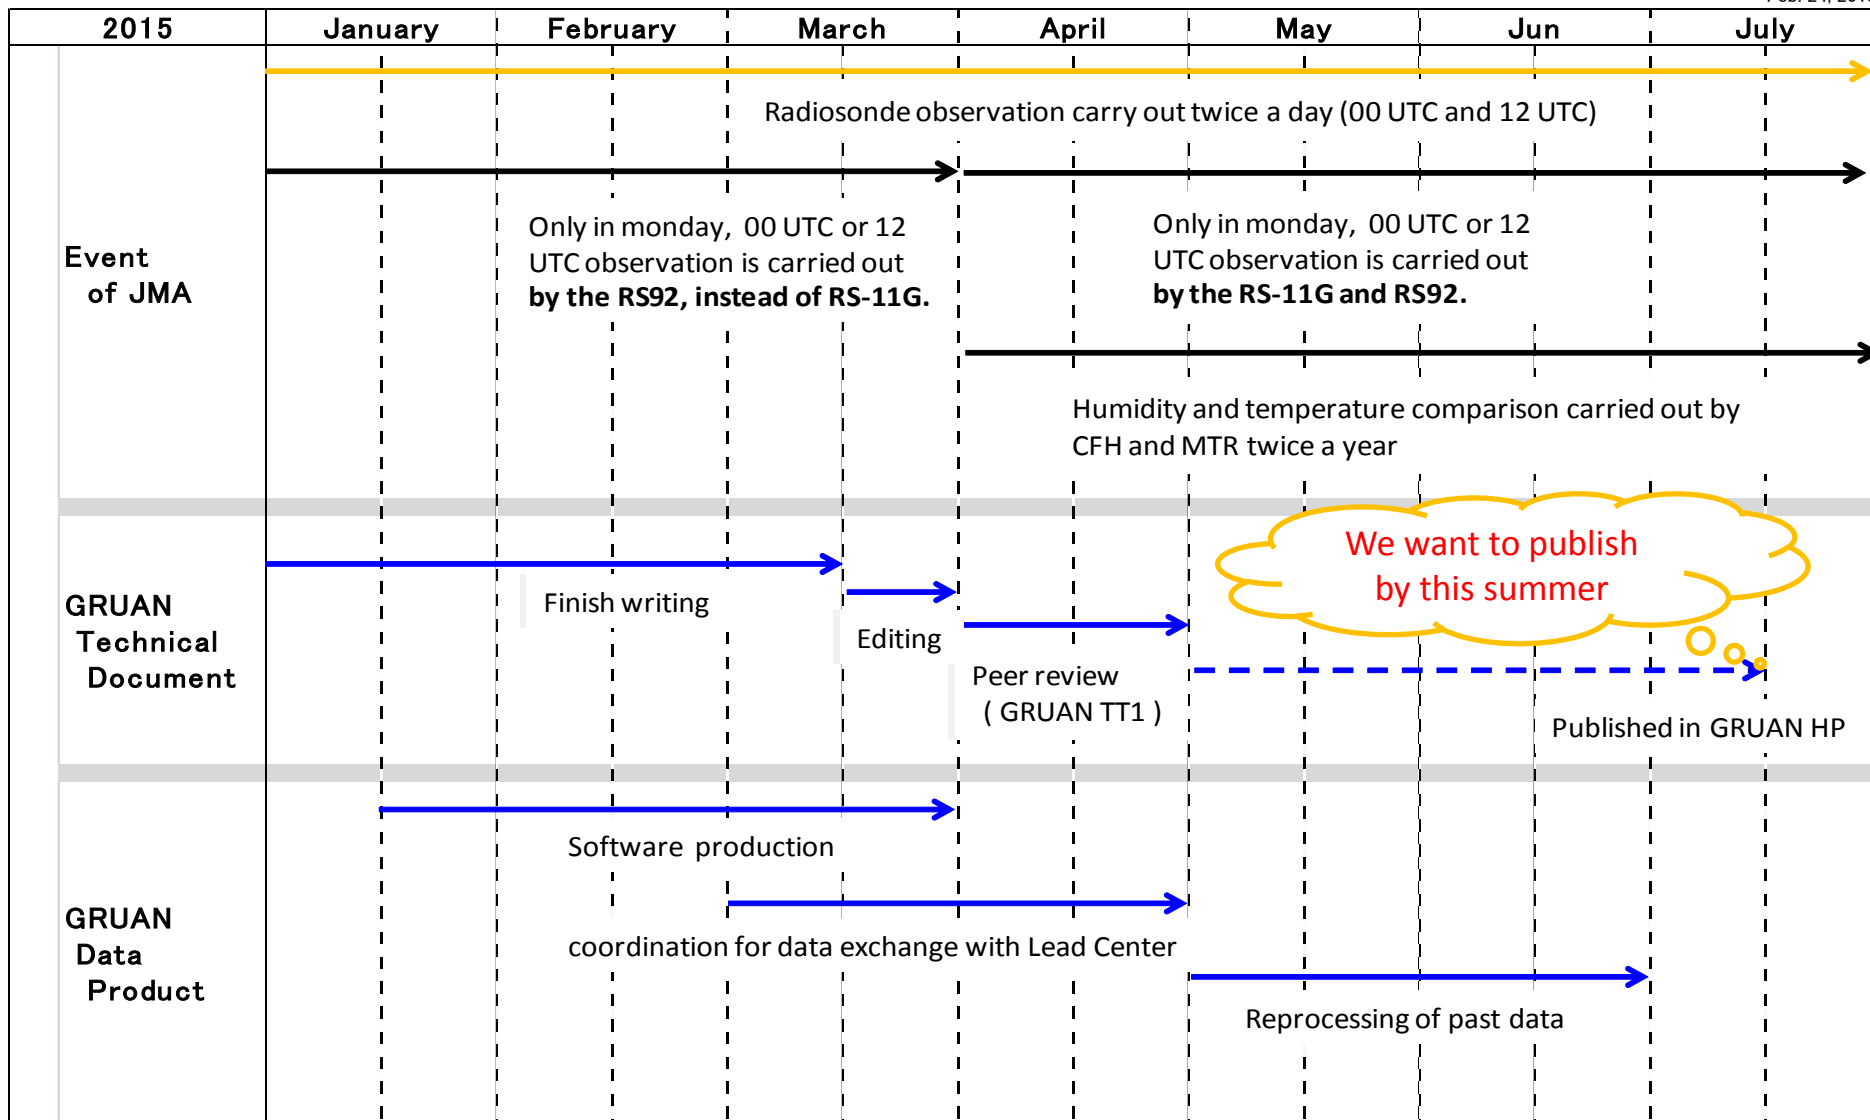 2015 January February March April May Jun July
Radiosonde observation carry out twice a day (00 UTC and 12 UTC)
Event
of JMA
Only in monday, 00 UTC or 12
UTC observation is carried out
by the RS92, instead of RS-11G.
Only in monday, 00 UTC or 12
UTC observation is carried out
by the RS-11G and RS92.
Humidity and temperature comparison carried out by
CFH and MTR twice a year
GRUAN
Technical
Document
Finish writing
Editing
Peer review
( GRUAN TT1 )
We want to publish
by this summer
Published in GRUAN HP
GRUAN
Data
Product
Software production
coordination for data exchange with Lead Center
Reprocessing of past data